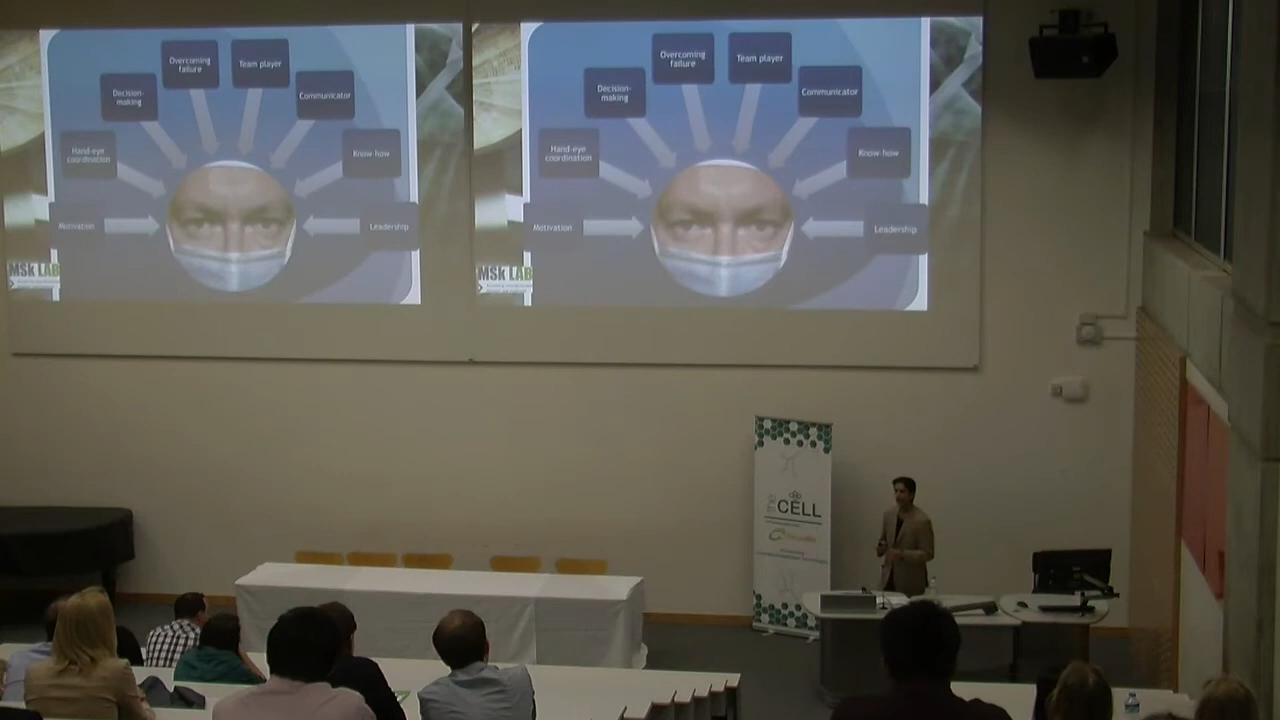 Overcoming
failure
Team player
Decision-
making
Communicator
Hand-eye
coordination
Know-how
Motivation
Leadership
MSk LAB
Overcoming
failure
Team player
Decision-
making
Communicator
Hand-eye
coordination
Know-how
Motivation
Leadership
MSk LAB
the
CELL